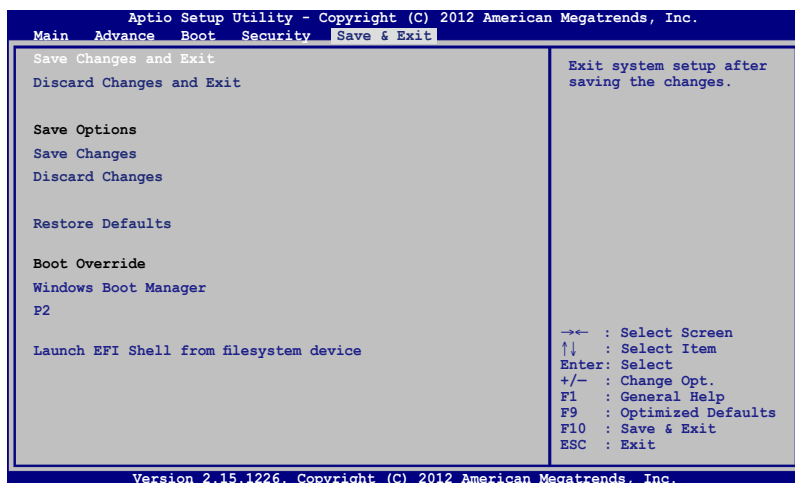 Aptio Setup Utility - Copyright (C) 2012 American Megatrends, Inc.
Main Advance Boot Security Save & Exit
Save Changes and Exit
Discard Changes and Exit
Save Options
Save Changes
Discard Changes
Restore Defaults
Boot Override
Windows Boot Manager
P2
Launch EFI Shell from filesystem device
Exit system setup after
saving the changes.
→← : Select Screen
↑↓ : Select Item
Enter: Select
+/— : Change Opt.
F1 : General Help
F9 : Optimized Defaults
F10 : Save & Exit
ESC : Exit
Version 2.15.1226. Copyright (C) 2012 American Megatrends, Inc.